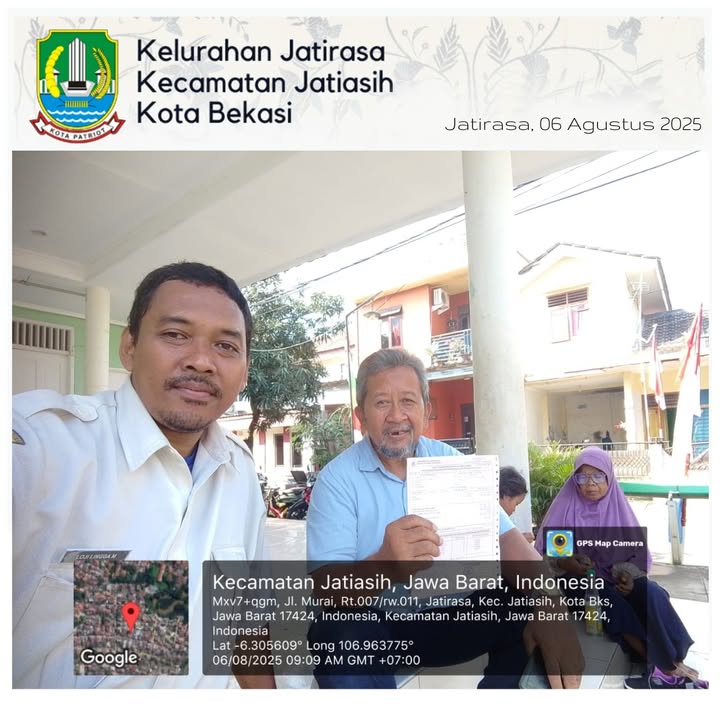 Kelurahan Jatirasa
Kecamatan Jatiasih
Kota Bekasi
KOTA PATRIOT
Jatirasa, 06 Agustus 2025
GPS Map Camera
Google
Kecamatan Jatiasih, Jawa Barat, Indonesia
Mxv7+qgm, Jl. Murai, Rt.007/rw.011, Jatirasa, Kec. Jatiasih, Kota Bks,
Jawa Barat 17424, Indonesia, Kecamatan Jatiasih, Jawa Barat 17424,
Indonesia
Lat -6.305609° Long 106.963775°
06/08/2025 09:09 AM GMT +07:00